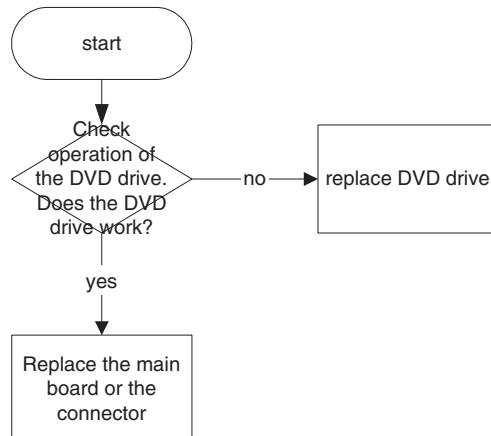 start
Check
operation of
the DVD drive.
Does the DVD
drive work?
no
replace DVD drive
yes
Replace the main
board or the
connector